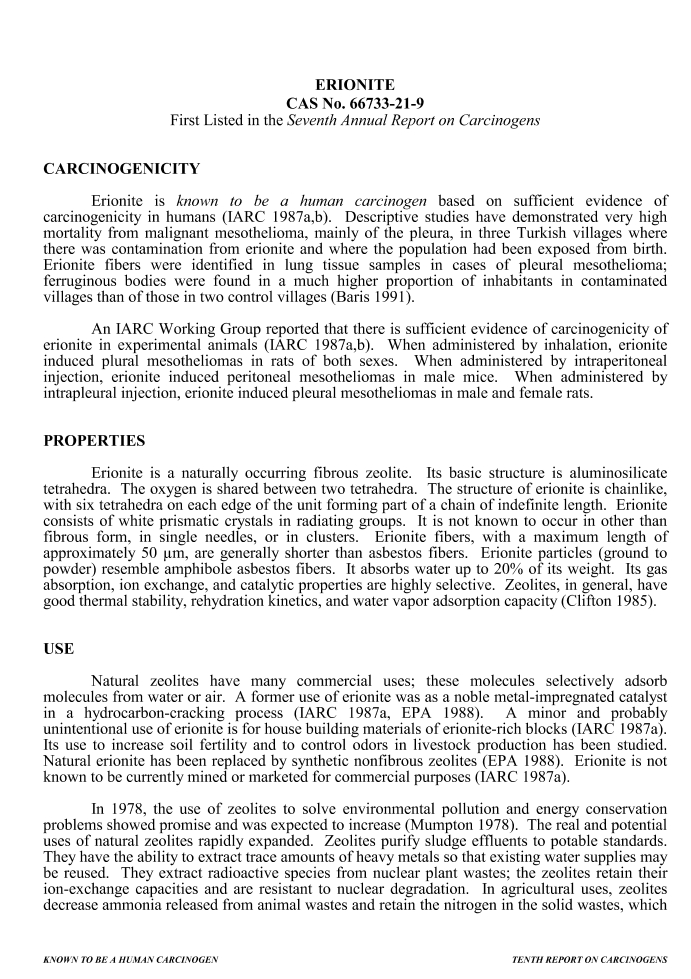 ERIONITE
CAS No. 66733-21-9
First Listed in the Seventh Annual Report on Carcinogens
CARCINOGENICITY
Erionite is known to be a human carcinogen based on sufficient evidence of
carcinogenicity in humans (IARC 1987a,b). Descriptive studies have demonstrated very high
mortality from malignant mesothelioma, mainly of the pleura, in three Turkish villages where
there was contamination from erionite and where the population had been exposed from birth.
Erionite fibers were identified in lung tissue samples in cases of pleural mesothelioma;
ferruginous bodies were found in a much higher proportion of inhabitants in contaminated
villages than of those in two control villages (Baris 1991).
An IARC Working Group reported that there is sufficient evidence of carcinogenicity of
erionite in experimental animals (IARC 1987a,b). When administered by inhalation, erionite
induced plural mesotheliomas in rats of both sexes. When administered by intraperitoneal
injection, erionite induced peritoneal mesotheliomas in male mice. When administered by
intrapleural injection, erionite induced pleural mesotheliomas in male and female rats.
PROPERTIES
Erionite is a naturally occurring fibrous zeolite. Its basic structure is aluminosilicate
tetrahedra. The oxygen is shared between two tetrahedra. The structure of erionite is chainlike,
with six tetrahedra on each edge of the unit forming part of a chain of indefinite length. Erionite
consists of white prismatic crystals in radiating groups. It is not known to occur in other than
fibrous form, in single needles, or in clusters. Erionite fibers, with a maximum length of
approximately 50 µm, are generally shorter than asbestos fibers. Erionite particles (ground to
powder) resemble amphibole asbestos fibers. It absorbs water up to 20% of its weight. Its gas
absorption, ion exchange, and catalytic properties are highly selective. Zeolites, in general, have
good thermal stability, rehydration kinetics, and water vapor adsorption capacity (Clifton 1985).
USE
Natural zeolites have many commercial uses; these molecules selectively adsorb
molecules from water or air. A former use of erionite was as a noble metal-impregnated catalyst
in a hydrocarbon-cracking process (IARC 1987a, EPA 1988). A minor and probably
unintentional use of erionite is for house building materials of erionite-rich blocks (IARC 1987a).
Its use to increase soil fertility and to control odors in livestock production has been studied.
Natural erionite has been replaced by synthetic nonfibrous zeolites (EPA 1988). Erionite is not
known to be currently mined or marketed for commercial purposes (IARC 1987a).
In 1978, the use of zeolites to solve environmental pollution and energy conservation
problems showed promise and was expected to increase (Mumpton 1978). The real and potential
uses of natural zeolites rapidly expanded. Zeolites purify sludge effluents to potable standards.
They have the ability to extract trace amounts of heavy metals so that existing water supplies may
be reused. They extract radioactive species from nuclear plant wastes; the zeolites retain their
ion-exchange capacities and are resistant to nuclear degradation. In agricultural uses, zeolites
decrease ammonia released from animal wastes and retain the nitrogen in the solid wastes, which
KNOWN TO BE A HUMAN CARCINOGEN TENTH REPORT ON CARCINOGENS